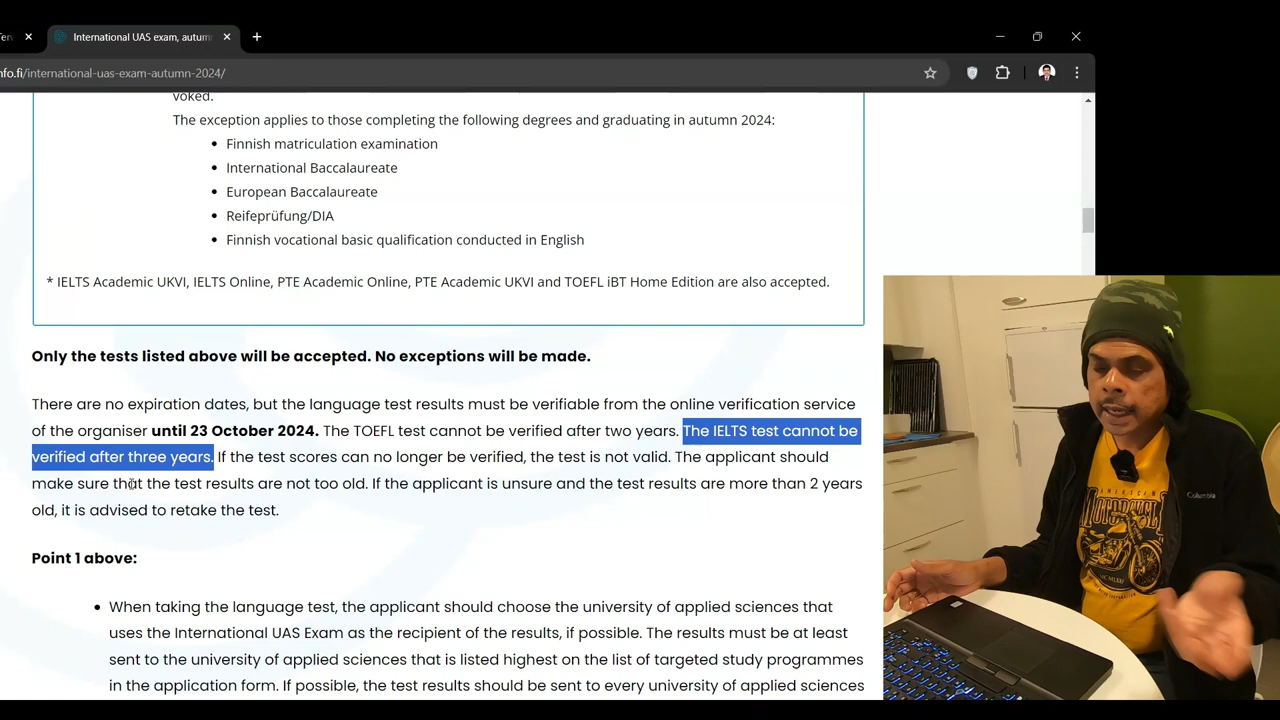 International UAS exam, autum
nfo.fi/international-uas-exam-autumn-2024/
voked.
The exception applies to those completing the following degrees and graduating in autumn 2024:
• Finnish matriculation examination
• International Baccalaureate
• European Baccalaureate
• Reifeprüfung/DIA
• Finnish vocational basic qualification conducted in English
* IELTS Academic UKVI, IELTS Online, PTE Academic Online, PTE Academic UKVI and TOEFL iBT Home Edition are also accepted.
Only the tests listed above will be accepted. No exceptions will be made.
There are no expiration dates, but the language test results must be verifiable from the online verification service
of the organiser until 23 October 2024. The TOEFL test cannot be verified after two years. The IELTS test cannot be
verified after three years. If the test scores can no longer be verified, the test is not valid. The applicant should
make sure that the test results are not too old. If the applicant is unsure and the test results are more than 2 years
old, it is advised to retake the test.
Point 1 above:
• When taking the language test, the applicant should choose the university of applied sciences that
uses the International UAS Exam as the recipient of the results, if possible. The results must be at least
sent to the university of applied sciences that is listed highest on the list of targeted study programmes
in the application form. If possible, the test results should be sent to every university of applied sciences
Columbia
AMERICAN
MOTORCYCLE